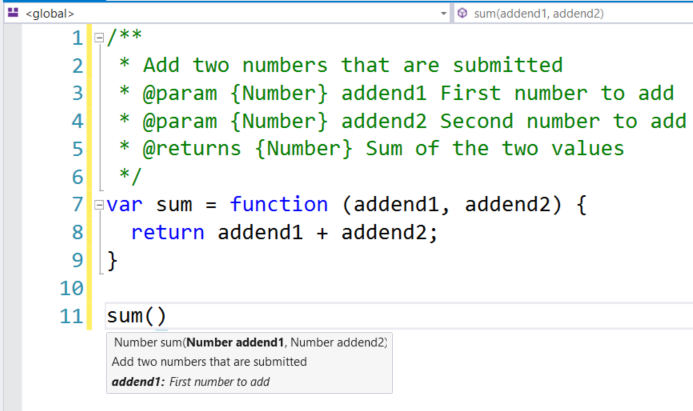 <global>
sum(addend1, addend2)
1 /**
2 * Add two numbers that are submitted
3 * @param {Number} addend1 First number to add
4 * @param {Number} addend2 Second number to add
5 * @returns {Number} Sum of the two values
6 */
7 var sum = function (addend1, addend2) {
8 return addend1 + addend2;
9 }
10
11 sum()
Number sum(Number addend1, Number addend2)
Add two numbers that are submitted
addend1: First number to add